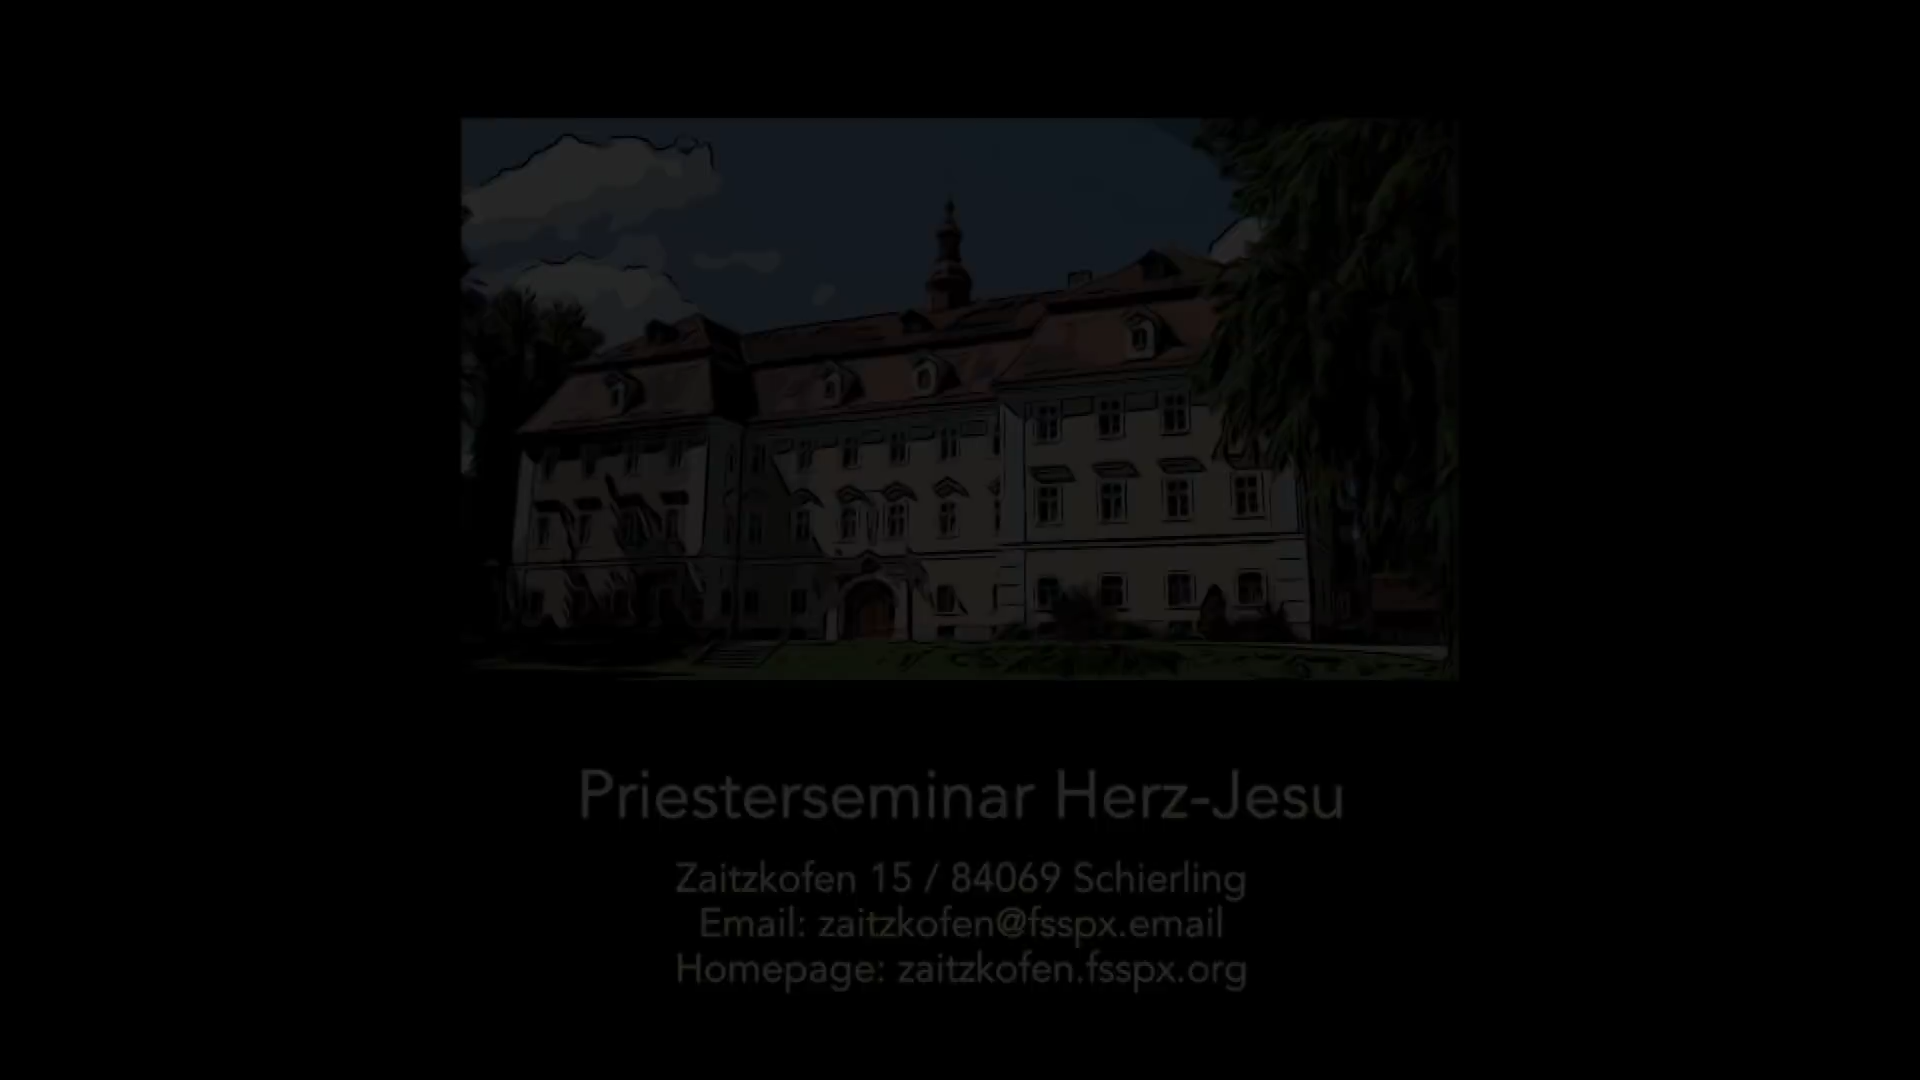 Priesterseminar Herz-Jesu
Zaitzkofen 15 / 84069 Schierling
Email: zaitzkofen@fsspx.email
Homepage: zaitzkofen.fsspx.org